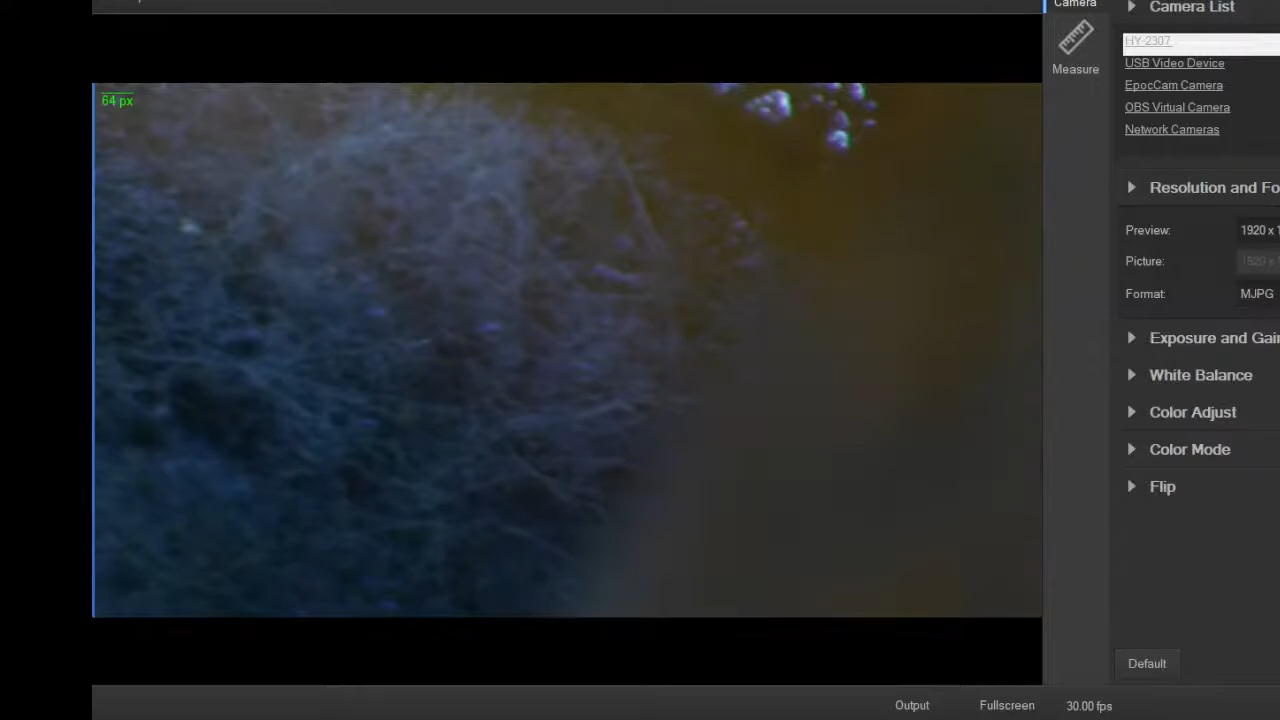 Camera
Camera List
HY-2307
Measure
USB Video Device
EpocCam Camera
64 px
OBS Virtual Camera
Network Cameras
Resolution and Fo
Preview:
1920 x 1
Picture:
1920 x 1
Format:
MJPG
Exposure and Gai
White Balance
Color Adjust
Color Mode
Flip
Default
Output
Fullscreen
30.00 fps